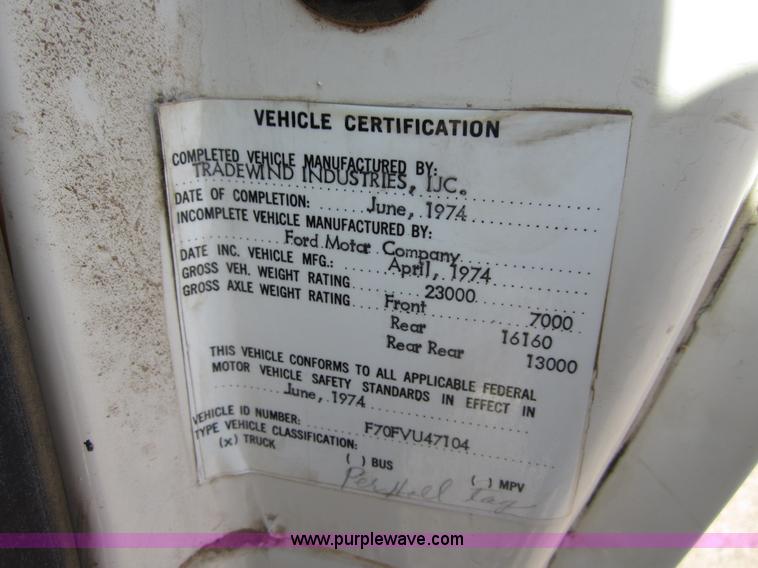 VEHICLE CERTIFICATION
COMPLETED VEHICLE MANUFACTURED BY:
TRADEWIND INDUSTRIES, IJC.
DATE OF COMPLETION: June, 1974
INCOMPLETE VEHICLE MANUFACTURED BY:
Ford Motor Company
DATE INC. VEHICLE MFG.: April, 1974
GROSS VEH. WEIGHT RATING 23000
GROSS AXLE WEIGHT RATING Front 7000
Rear 16160
Rear Rear 13000
THIS VEHICLE CONFORMS TO ALL APPLICABLE FEDERAL
MOTOR VEHICLE SAFETY STANDARDS IN EFFECT IN
June, 1974
VEHICLE ID NUMBER: F70FVU47104
TYPE VEHICLE CLASSIFICATION:
(x) TRUCK ( ) BUS ( ) MPV
Per Tag
www.purplewave.com